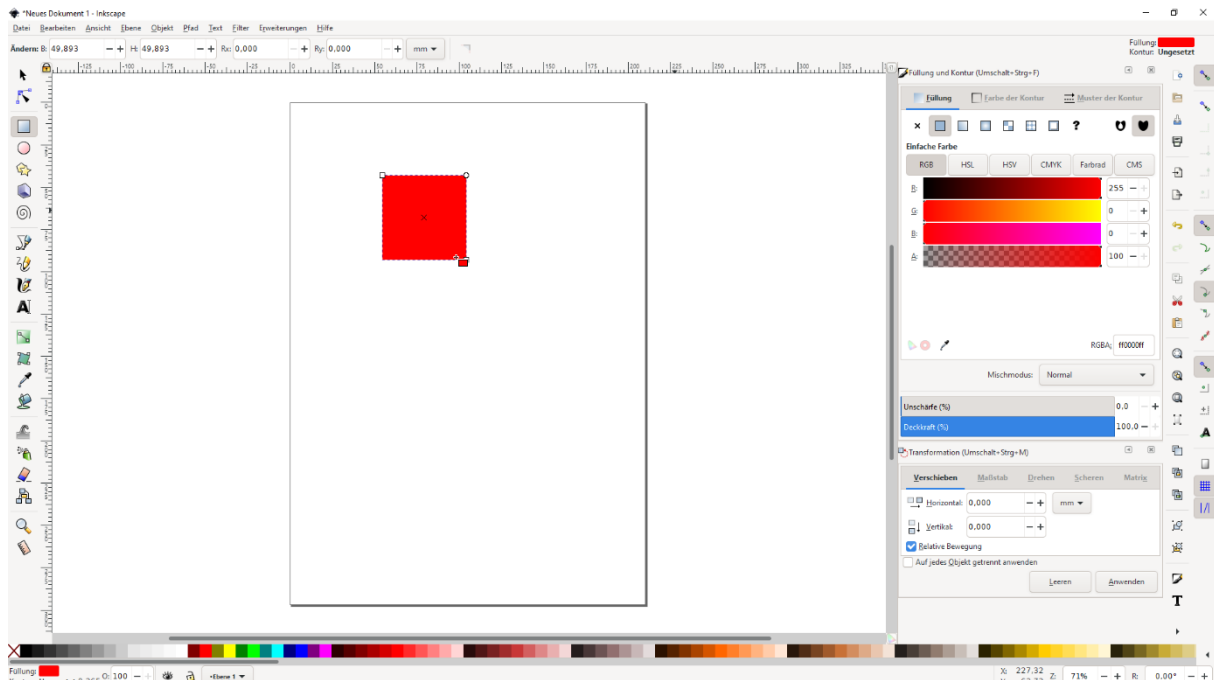 *Neues Dokument 1 - Inkscape
Datei Bearbeiten Ansicht Ebene Objekt Pfad Text Filter Erweiterungen Hilfe
Ändern: B: 49,893 − + H: 49,893 − + Rx: 0,000 − + Ry: 0,000 − + mm
Füllung:
Kontur: Ungesetzt
Füllung und Kontur (Umschalt+Strg+F)
Füllung Farbe der Kontur Muster der Kontur
?
Einfache Farbe
RGB HSL HSV CMYK Farbrad CMS
R: 255 − +
G: 0 − +
B: 0 − +
A: 100 − +
RGBA: ff0000ff
Mischmodus: Normal
Unschärfe (%) 0,0 − +
Deckkraft (%) 100,0 − +
Transformation (Umschalt+Strg+M)
Verschieben Maßstab Drehen Scheren Matrix
Horizontal: 0,000 − + mm
Vertikal: 0,000 − +
Relative Bewegung
Auf jedes Objekt getrennt anwenden
Leeren Anwenden
Füllung: O: 100 − + •Ebene 1
X: 227,32 Z: 71% − + R: 0,00° − +